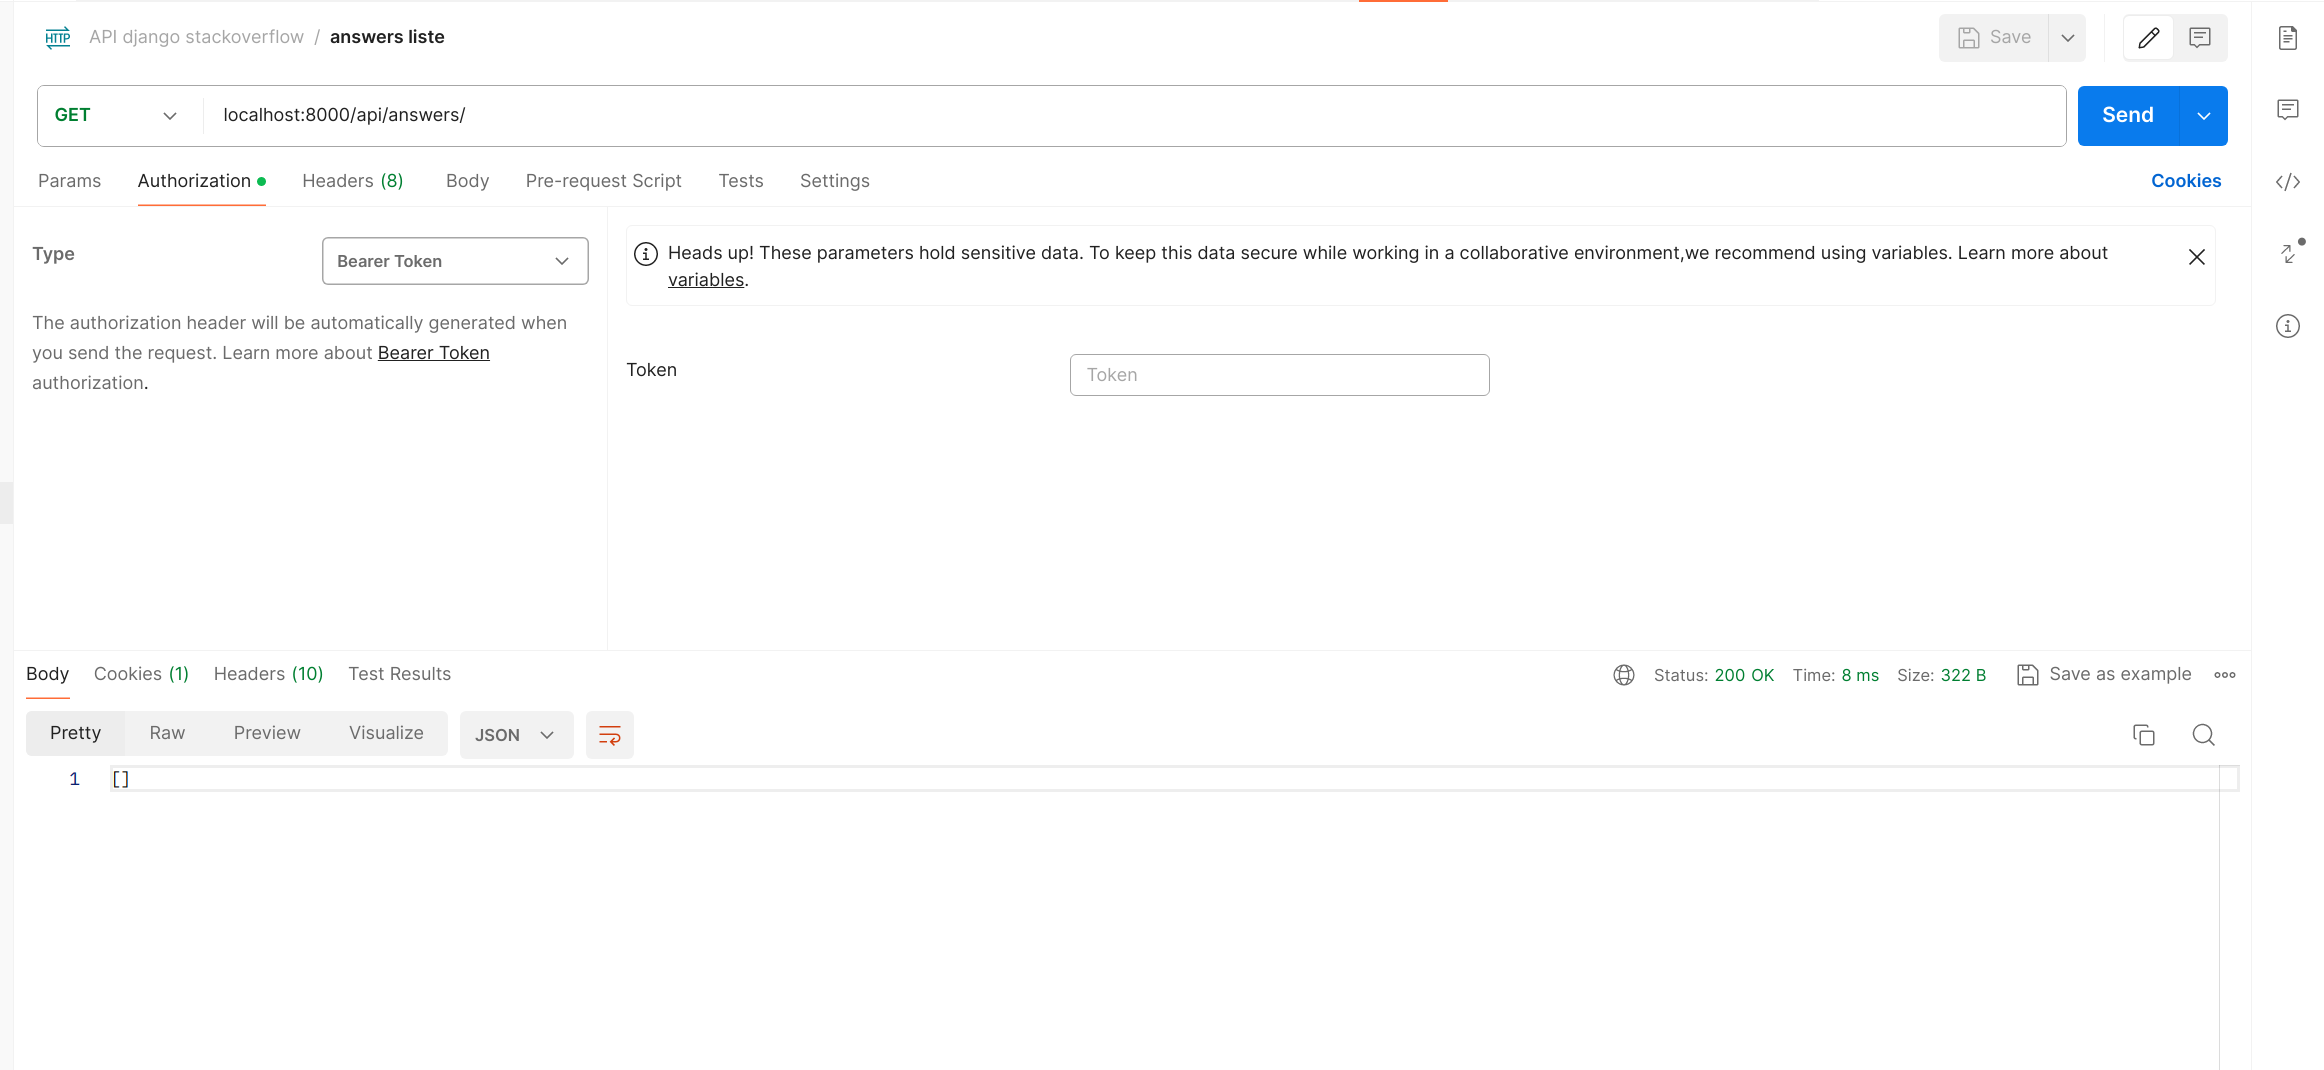 HTTP API django stackoverflow / answers liste
Save
GET localhost:8000/api/answers/
Send
Params Authorization Headers (8) Body Pre-request Script Tests Settings Cookies
Type
Bearer Token
The authorization header will be automatically generated when
you send the request. Learn more about Bearer Token
authorization.
Heads up! These parameters hold sensitive data. To keep this data secure while working in a collaborative environment,we recommend using variables. Learn more about
variables.
Token
Token
Body Cookies (1) Headers (10) Test Results
Status: 200 OK Time: 8 ms Size: 322 B Save as example
Pretty Raw Preview Visualize JSON
1 []